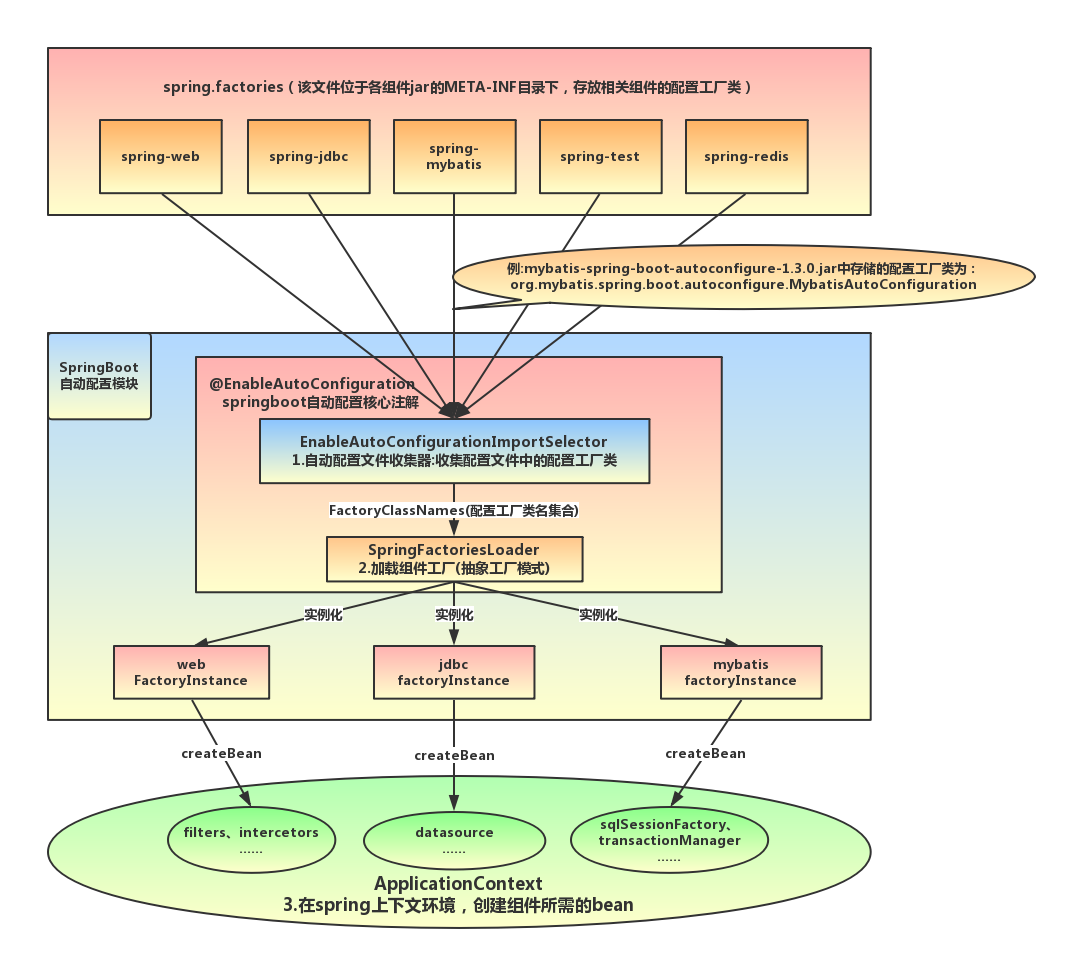 spring.factories（该文件位于各组件jar的META-INF目录下，存放相关组件的配置工厂类）
spring-web
spring-jdbc
spring-
mybatis
spring-test
spring-redis
例:mybatis-spring-boot-autoconfigure-1.3.0.jar中存储的配置工厂类为：
org.mybatis.spring.boot.autoconfigure.MybatisAutoConfiguration
SpringBoot
自动配置模块
@EnableAutoConfiguration
springboot自动配置核心注解
EnableAutoConfigurationImportSelector
1.自动配置文件收集器:收集配置文件中的配置工厂类
FactoryClassNames(配置工厂类名集合)
SpringFactoriesLoader
2.加载组件工厂(抽象工厂模式)
实例化
实例化
实例化
web
FactoryInstance
jdbc
factoryInstance
mybatis
factoryInstance
createBean
createBean
createBean
filters、intercetors
......
datasource
......
sqlSessionFactory、
transactionManager
......
ApplicationContext
3.在spring上下文环境，创建组件所需的bean